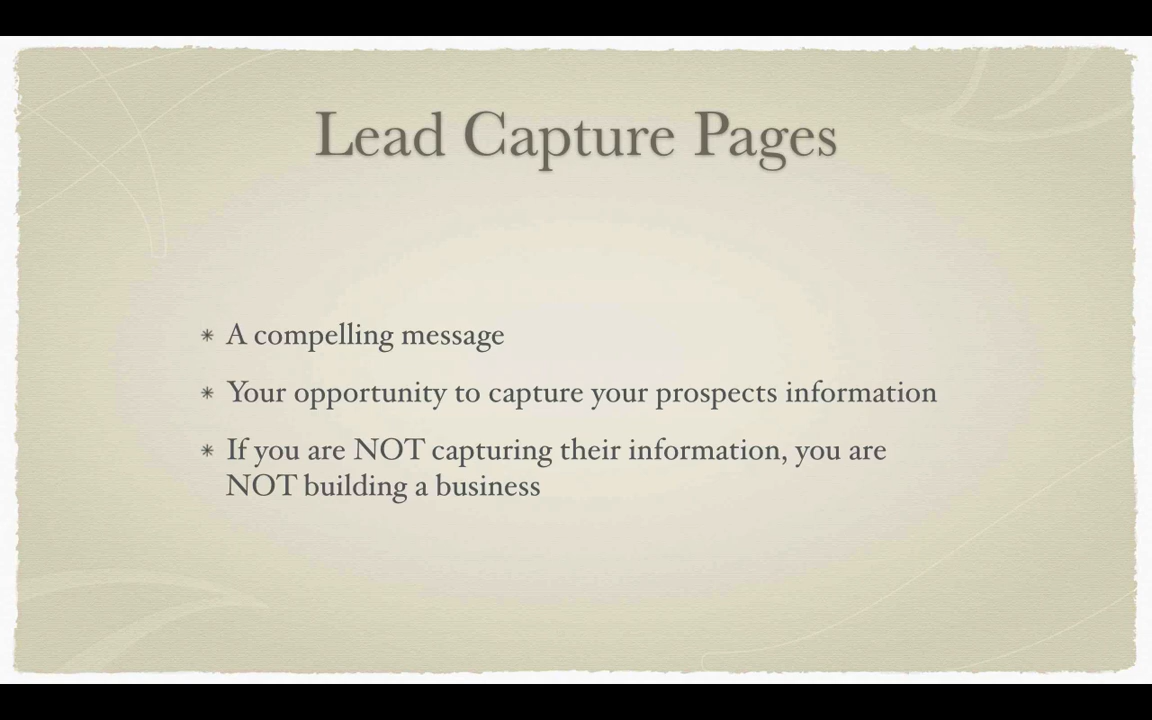 Lead Capture Pages
* A compelling message
* Your opportunity to capture your prospects information
* If you are NOT capturing their information, you are
NOT building a business